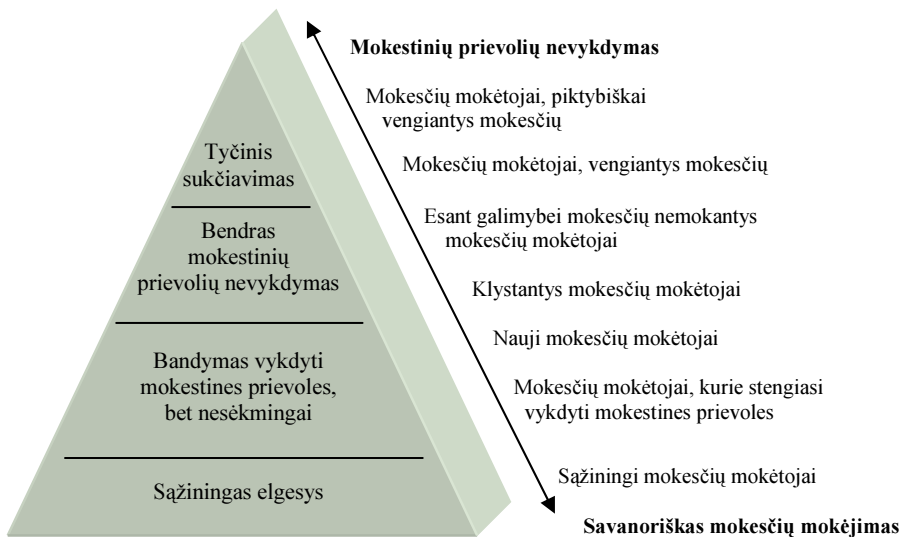 Mokestinių prievolių nevykdymas
Mokesčių mokėtojai, piktybiškai
vengiantys mokesčių
Mokesčių mokėtojai, vengiantys mokesčių
Esant galimybei mokesčių nemokantys
mokesčių mokėtojai
Klystantys mokesčių mokėtojai
Nauji mokesčių mokėtojai
Mokesčių mokėtojai, kurie stengiasi
vykdyti mokestines prievoles
Sąžiningi mokesčių mokėtojai
Savanoriškas mokesčių mokėjimas
Tyčinis
sukčiavimas
Bendras
mokestinių
prievolių nevykdymas
Bandymas vykdyti
mokestines prievoles,
bet nesėkmingai
Sąžiningas elgesys